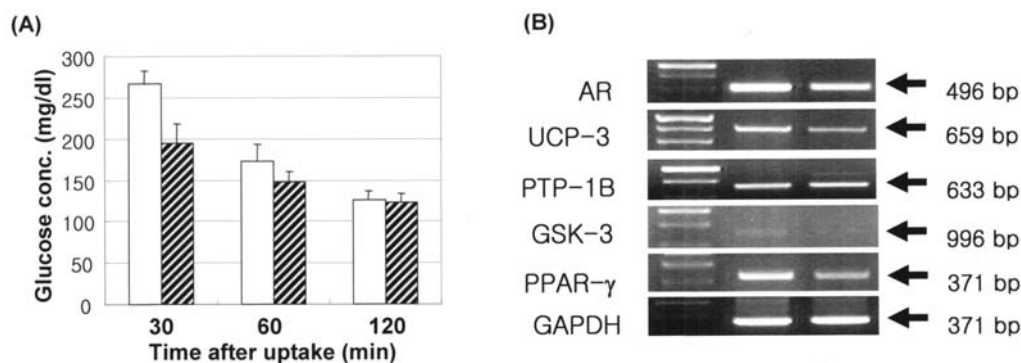 (A)
300
250
200
150
100
50
0
Glucose conc. (mg/dl)
30 60 120
Time after uptake (min)
(B)
AR 496 bp
UCP-3 659 bp
PTP-1B 633 bp
GSK-3 996 bp
PPAR-γ 371 bp
GAPDH 371 bp